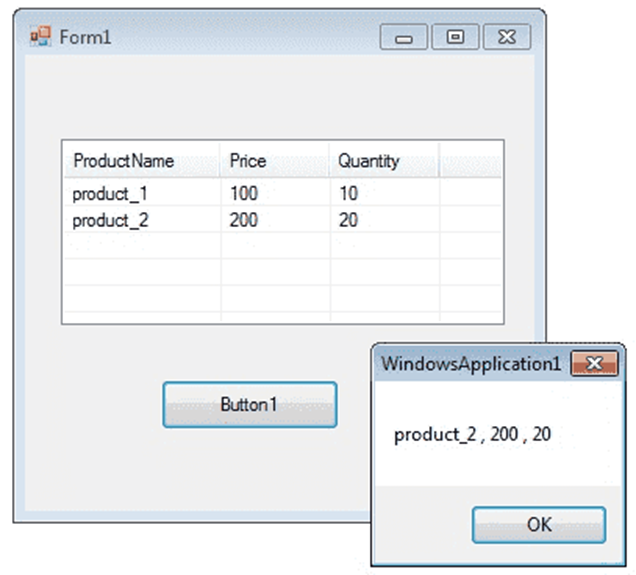 Form1
ProductName Price Quantity
product_1 100 10
product_2 200 20
Button1
WindowsApplication1
product_2 , 200 , 20
OK